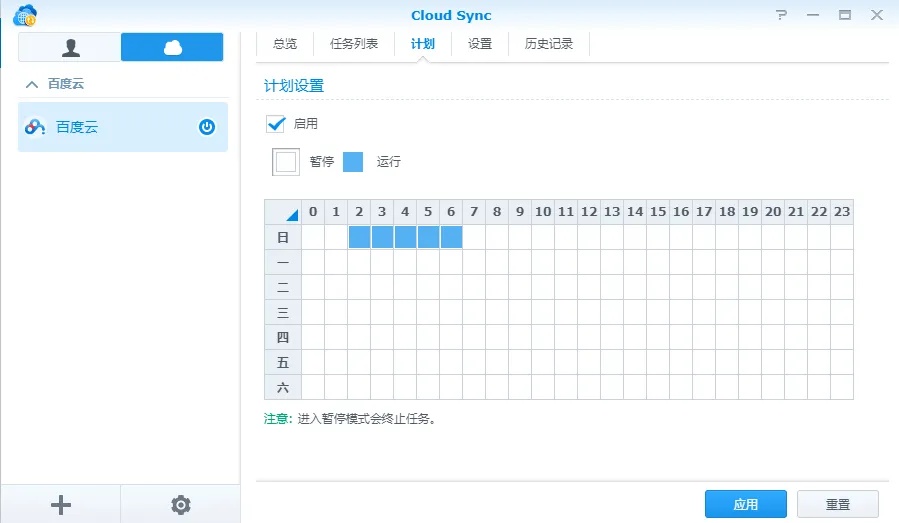 Cloud Sync
总览 任务列表 计划 设置 历史记录
百度云
百度云
计划设置
启用
暂停 运行
0 1 2 3 4 5 6 7 8 9 10 11 12 13 14 15 16 17 18 19 20 21 22 23
日
一
二
三
四
五
六
注意: 进入暂停模式会终止任务。
应用 重置